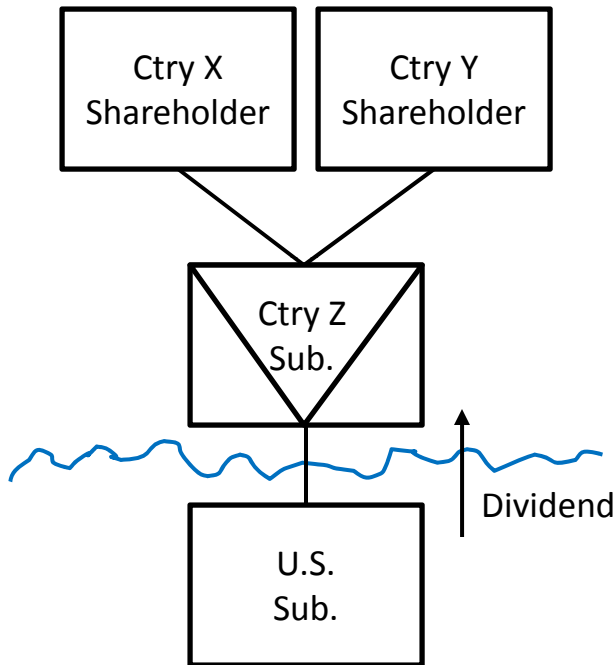 Ctry X
Shareholder
Ctry Y
Shareholder
Ctry Z
Sub.
Dividend
U.S.
Sub.